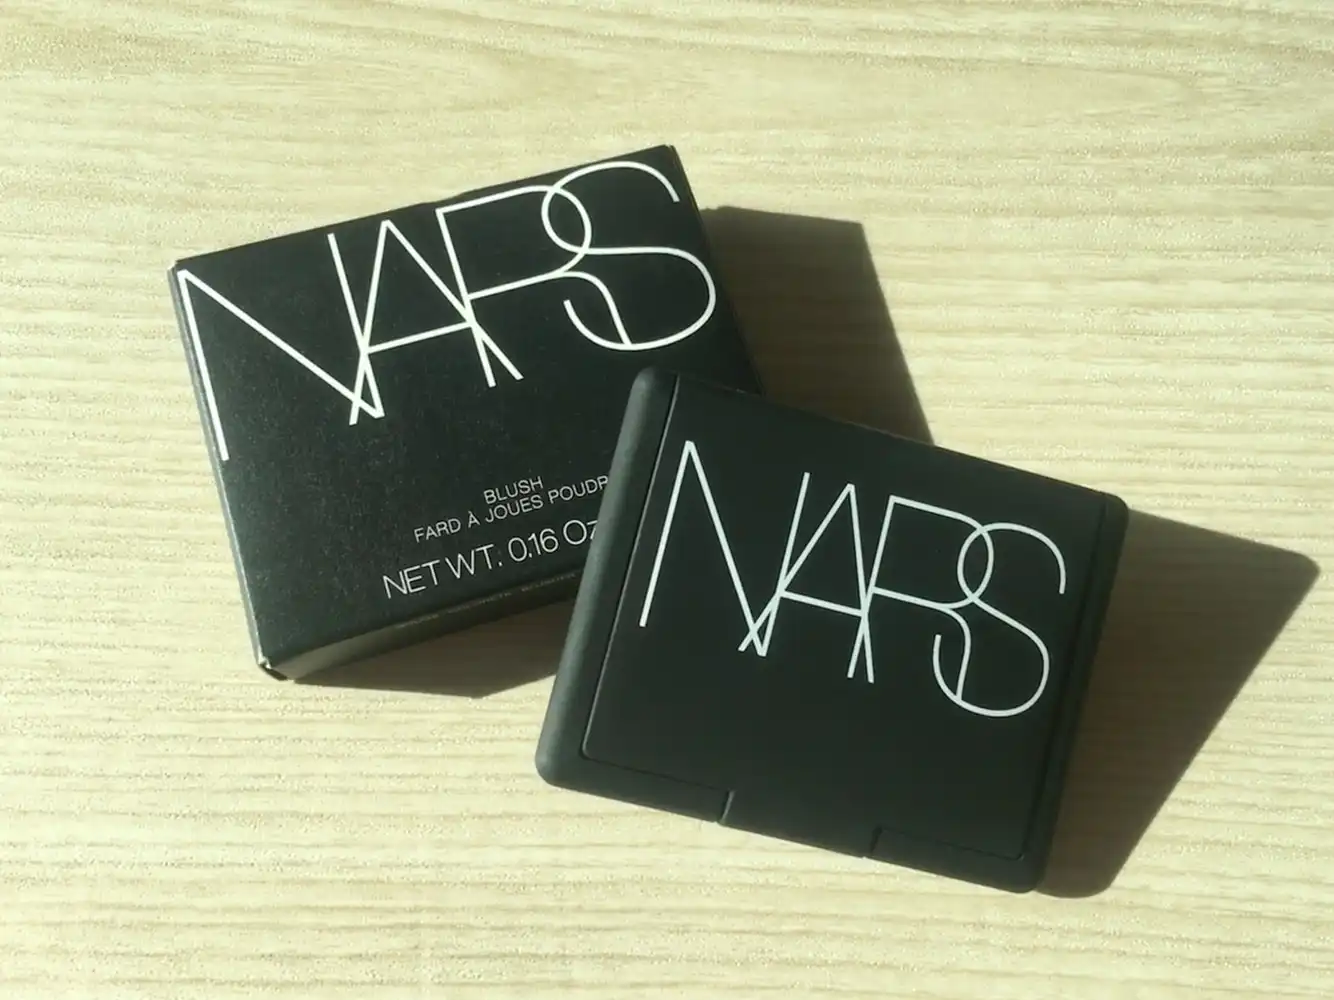 NARS
BLUSH
FARD À JOUES POUDR
NET WT. 0.16 Oz
NARS